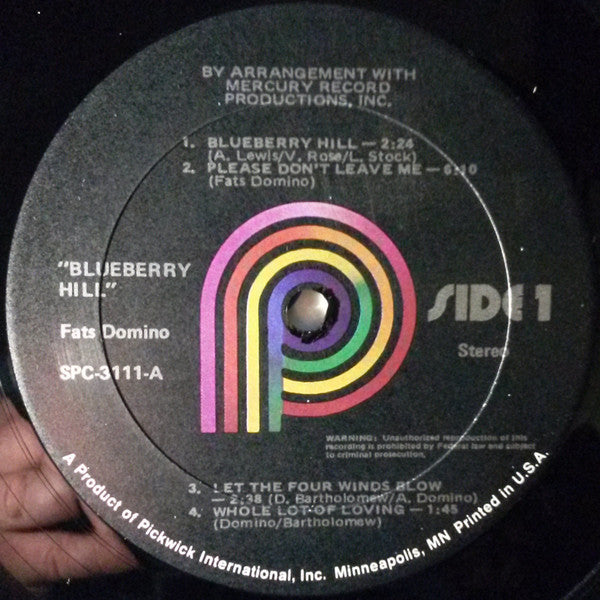 BY ARRANGEMENT WITH
MERCURY RECORD
PRODUCTIONS, INC.
1. BLUEBERRY HILL — 2:24
(A. Lewis/V. Rose/L. Stock)
2. PLEASE DON'T LEAVE ME — 6:10
(Fats Domino)
"BLUEBERRY
HILL"
Fats Domino
SPC-3111-A
SIDE 1
Stereo
WARNING: Unauthorized reproduction of this
recording is prohibited by Federal law and subject
to criminal prosecution.
3. LET THE FOUR WINDS BLOW
— 2:38 (D. Bartholomew/A. Domino)
4. WHOLE LOT OF LOVING — 1:45
(Domino/Bartholomew)
A Product of Pickwick International, Inc. Minneapolis, MN Printed in U.S.A.